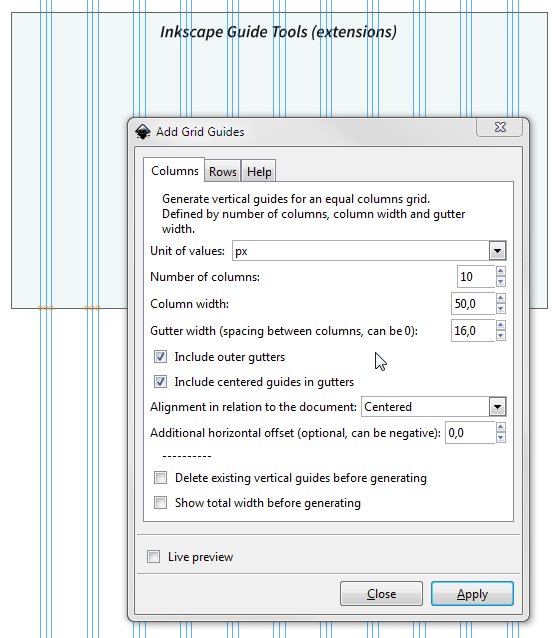 Inkscape Guide Tools (extensions)
Add Grid Guides
Columns Rows Help
Generate vertical guides for an equal columns grid.
Defined by number of columns, column width and gutter
width.
Unit of values: px
Number of columns: 10
Column width: 50,0
Gutter width (spacing between columns, can be 0): 16,0
Include outer gutters
Include centered guides in gutters
Alignment in relation to the document: Centered
Additional horizontal offset (optional, can be negative): 0,0
----------
Delete existing vertical guides before generating
Show total width before generating
Live preview
Close Apply